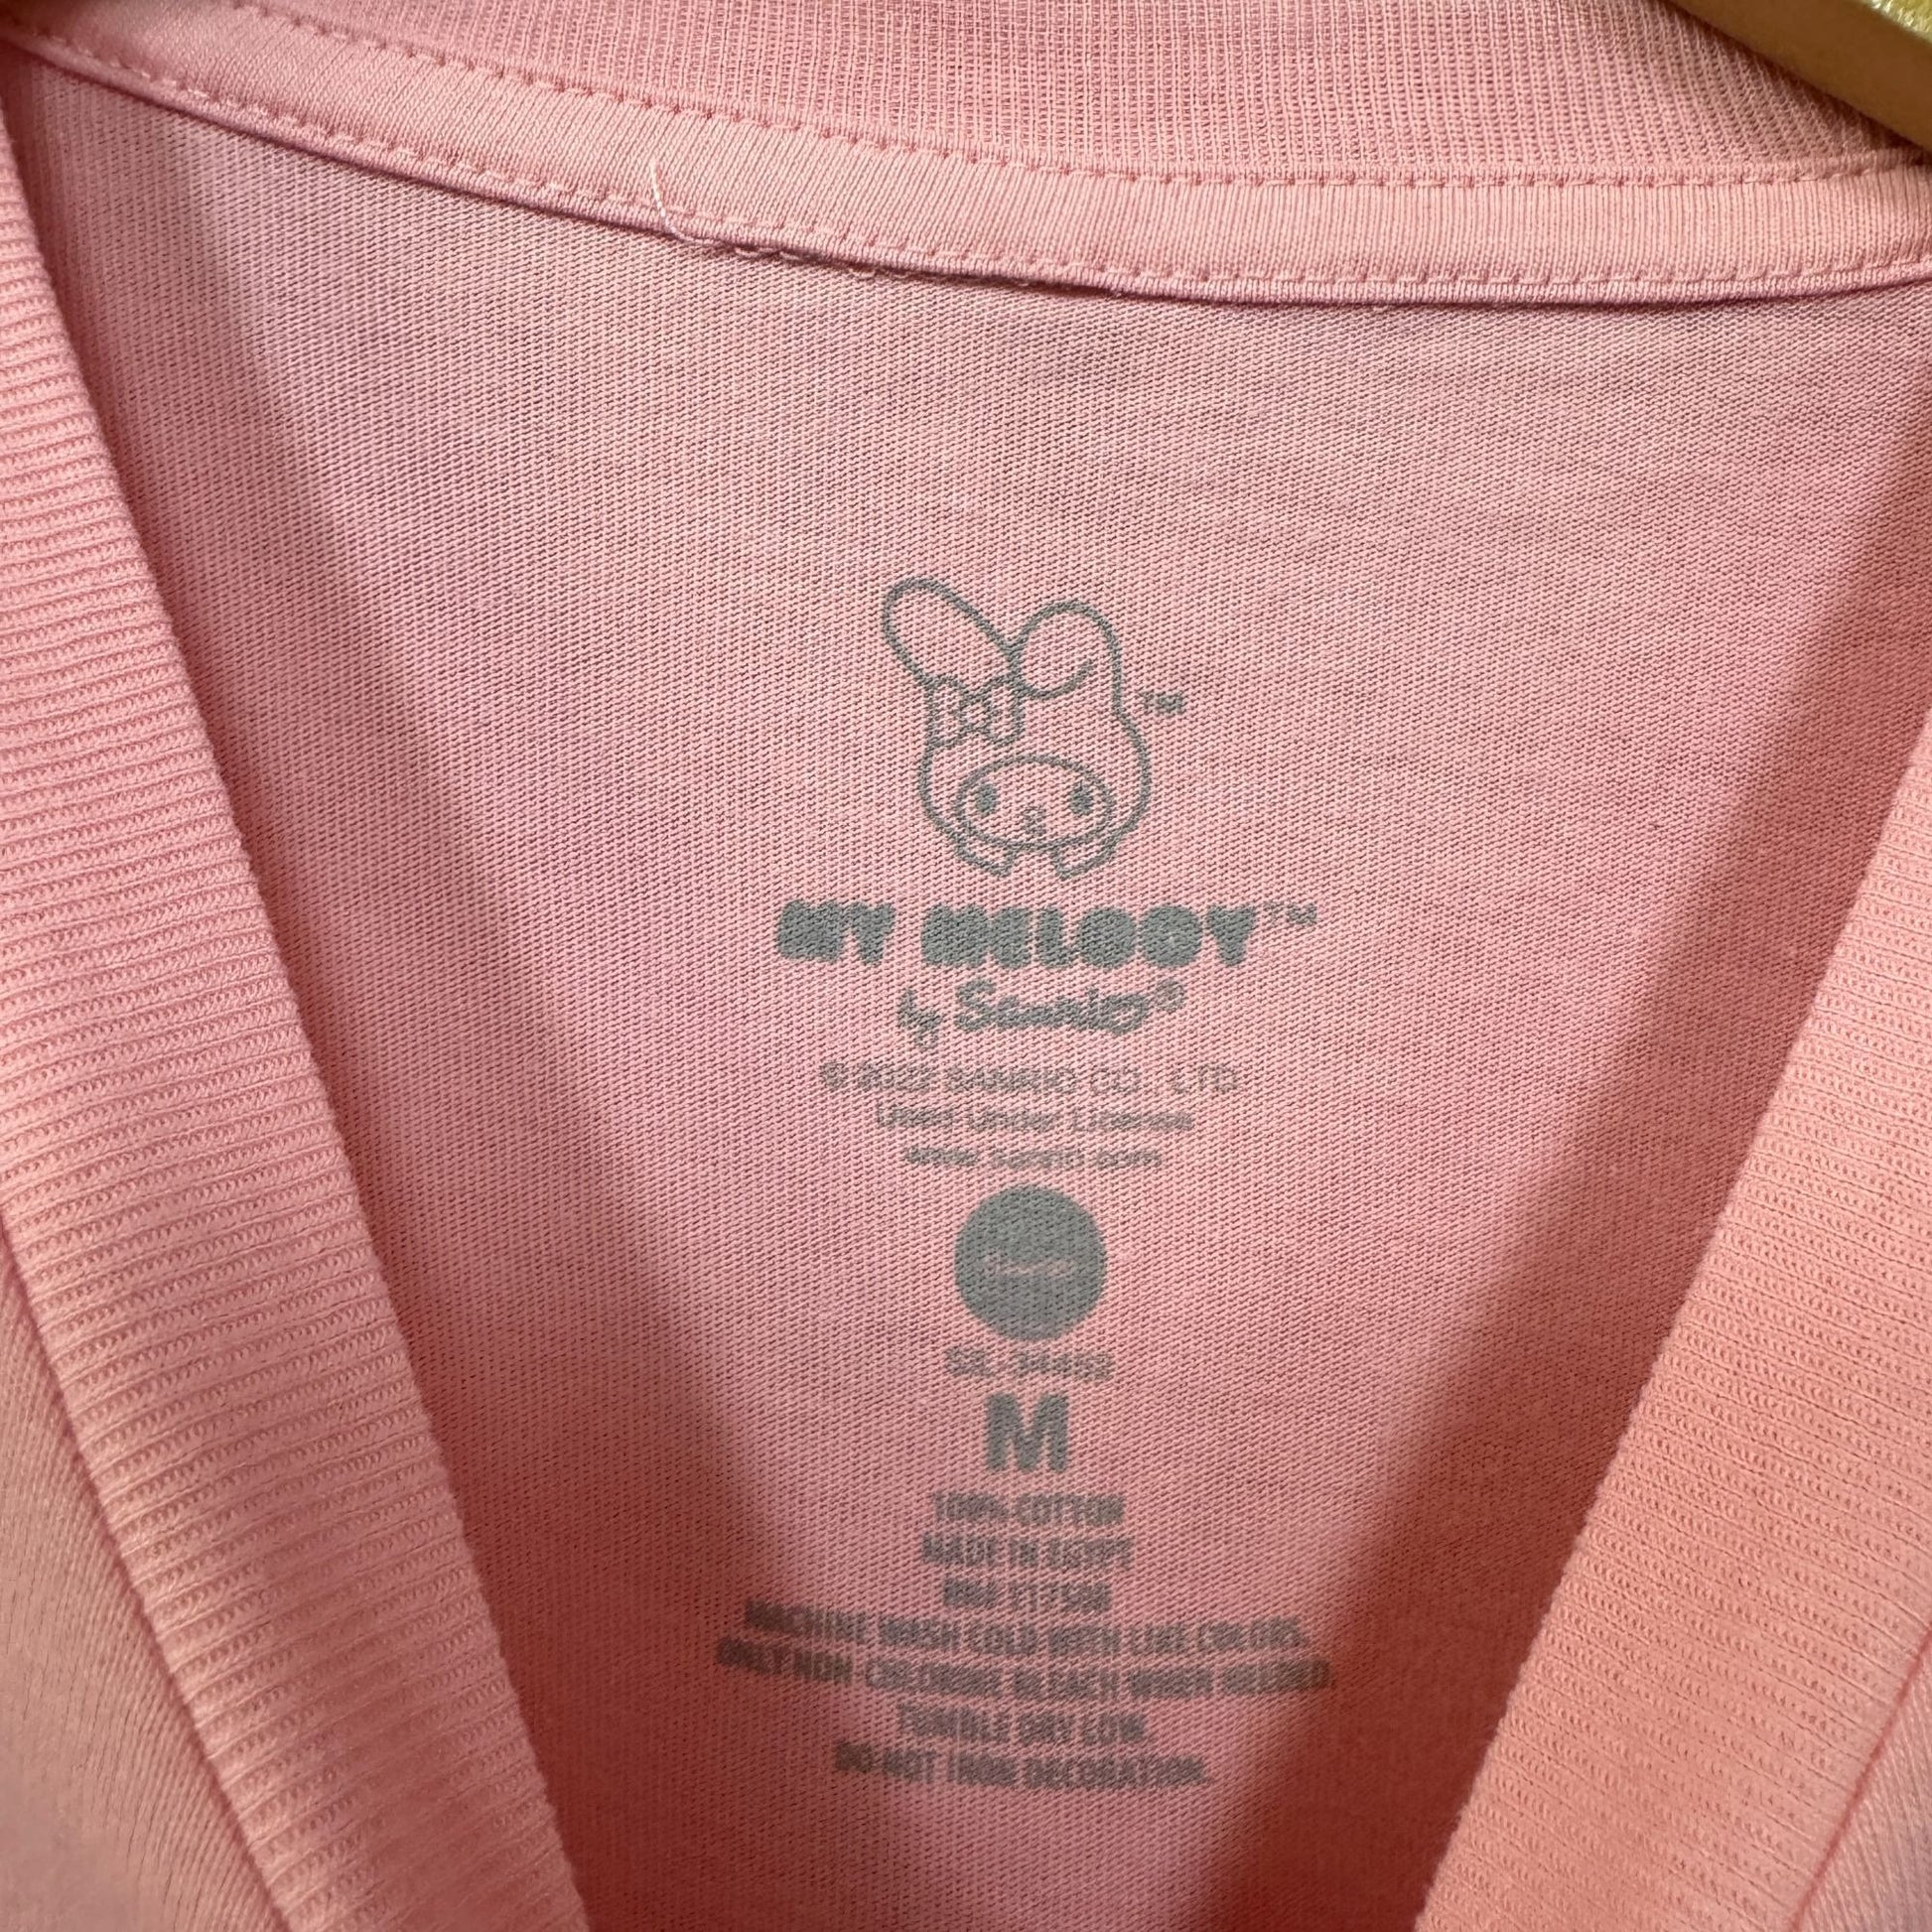 TM
MY MELODY™
by Sanrio®
© 2022 SANRIO CO., LTD.
Used Under License
www.sanrio.com
M
100% COTTON
MADE IN EGYPT
MACHINE WASH COLD WITH LIKE COLORS.
ONLY NON-CHLORINE BLEACH WHEN NEEDED.
TUMBLE DRY LOW.
DO NOT IRON DECORATION.